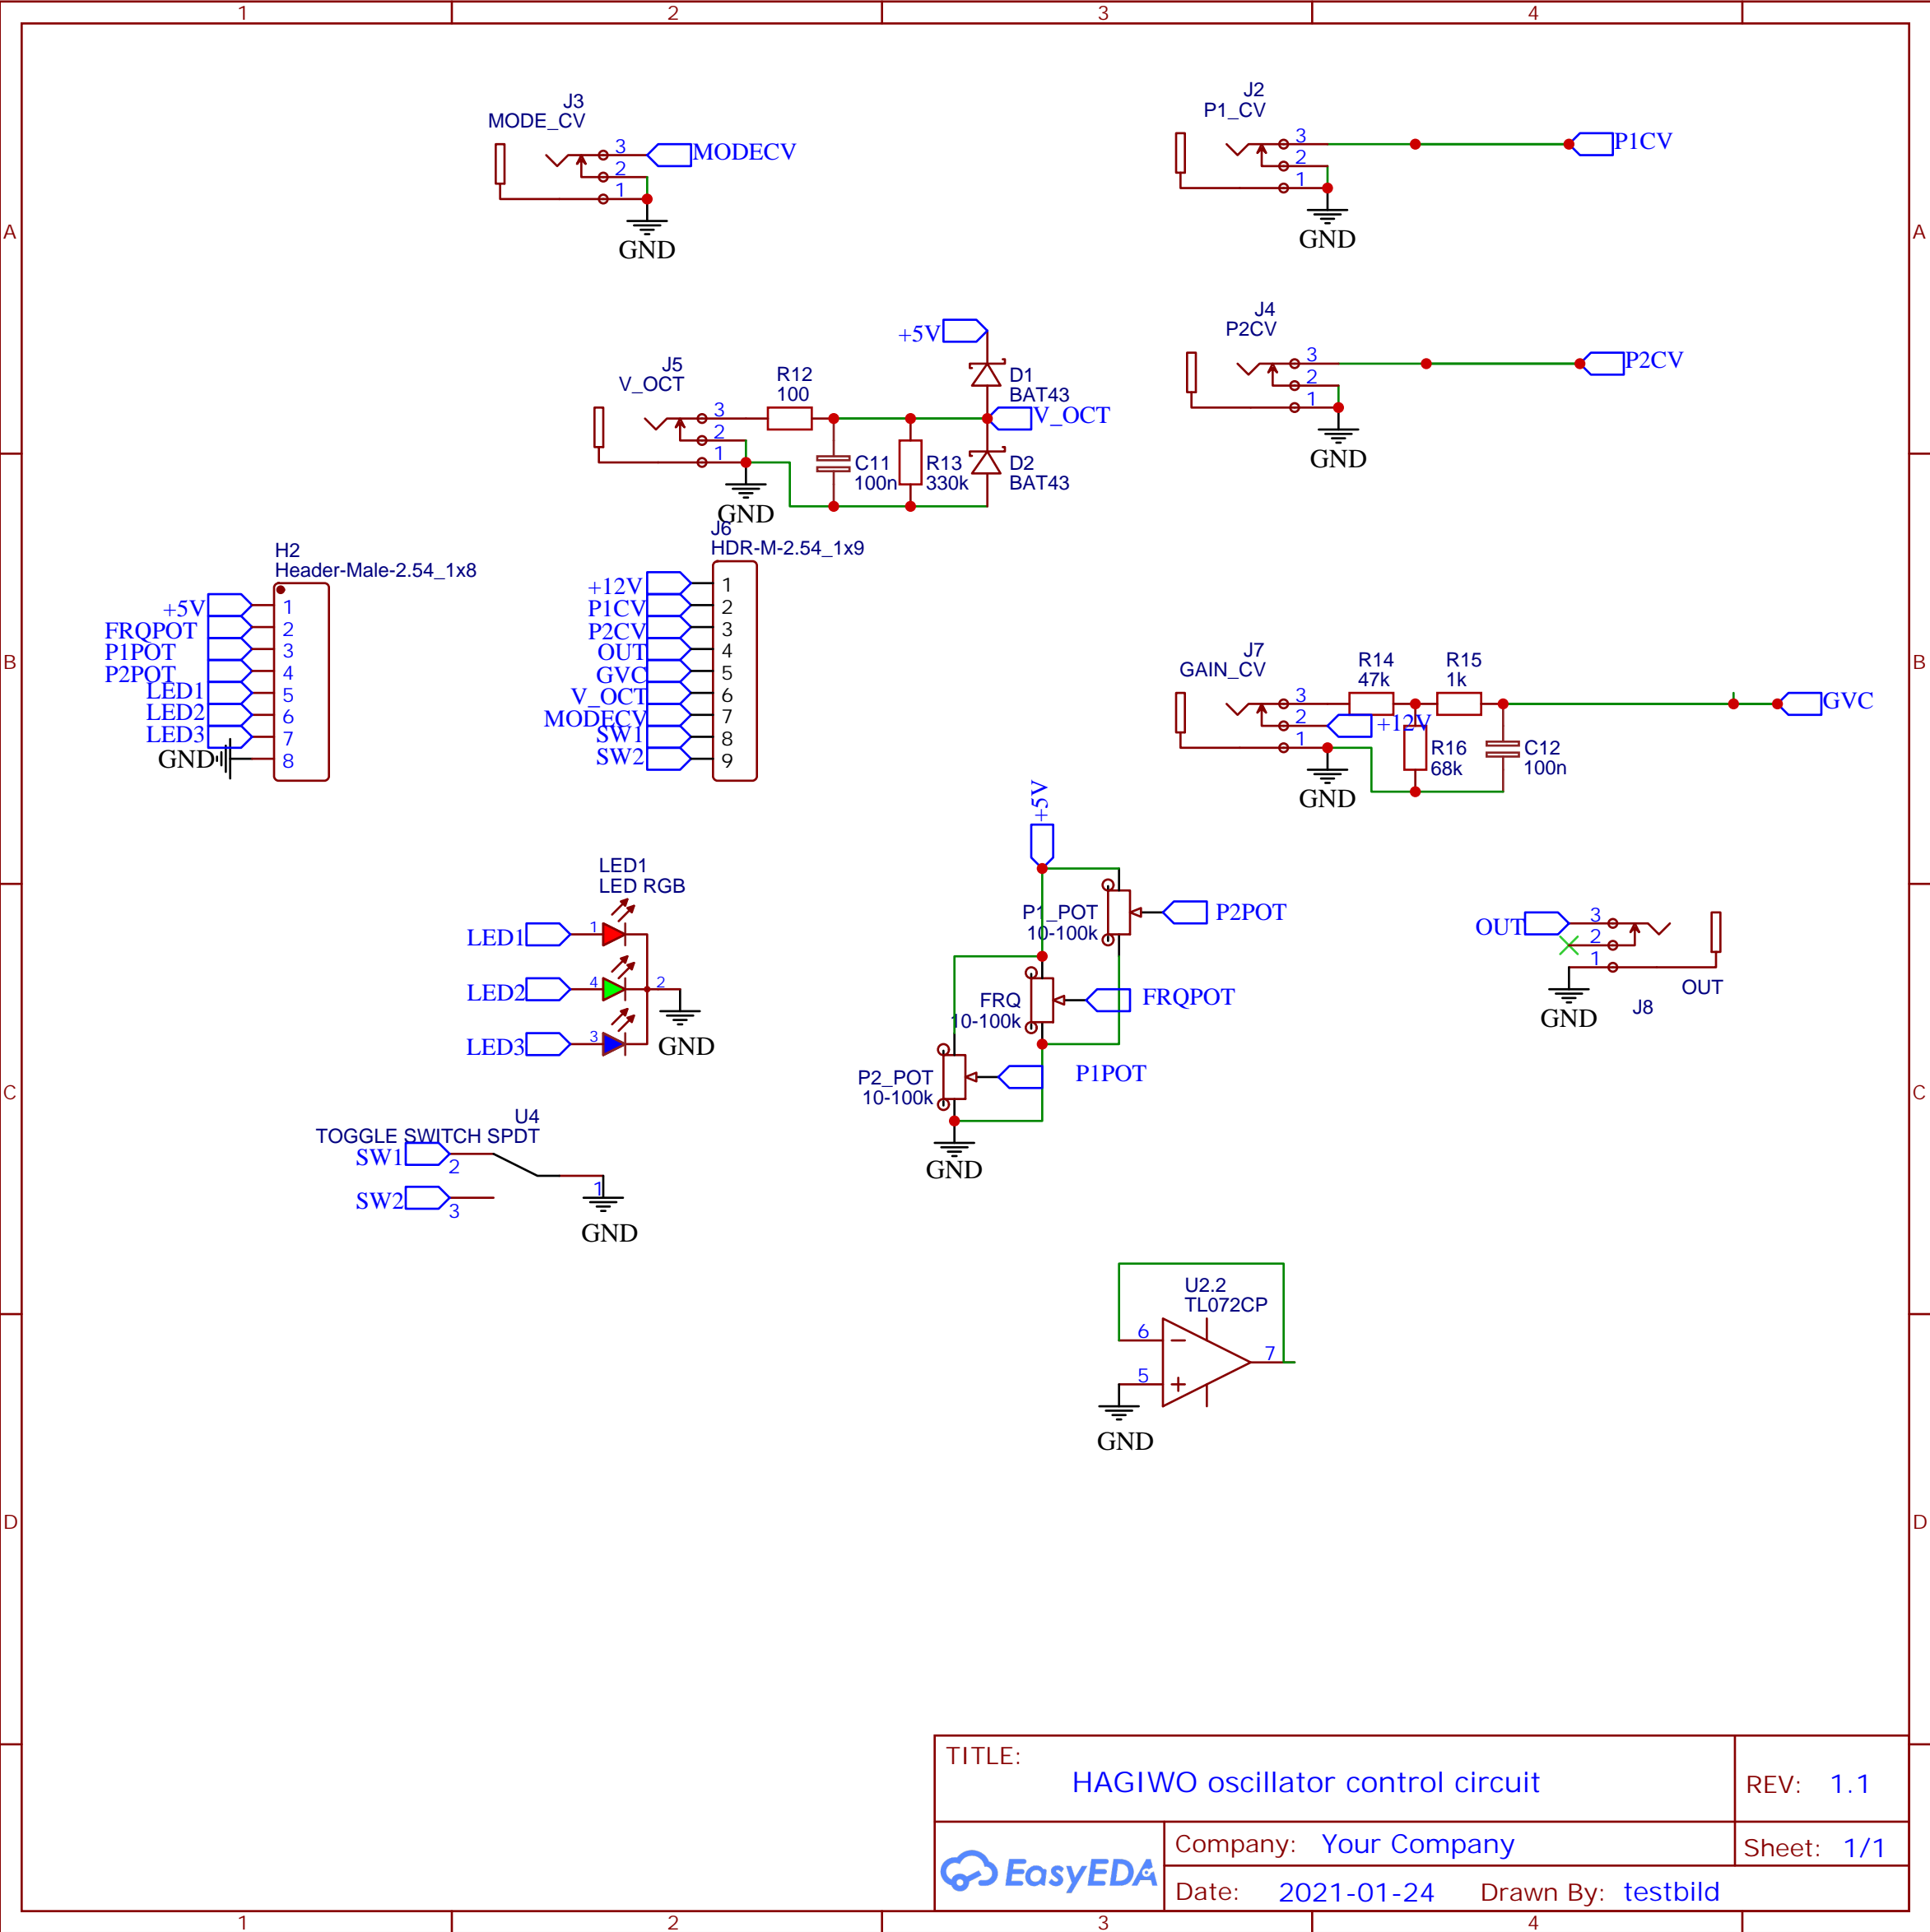 1 2 3 4
A A
B B
C C
D D
J3
MODE_CV
3
2
1
MODECV
GND
J2
P1_CV
3
2
1
P1CV
GND
J4
P2CV
3
2
1
P2CV
GND
+5V
J5
V_OCT
3
2
1
R12
100
D1
BAT43
V_OCT
C11
100n
R13
330k
D2
BAT43
GND
H2
Header-Male-2.54_1x8
+5V 1
FRQPOT 2
P1POT 3
P2POT 4
LED1 5
LED2 6
LED3 7
GND 8
J6
HDR-M-2.54_1x9
+12V 1
P1CV 2
P2CV 3
OUT 4
GVC 5
V_OCT 6
MODECV 7
SW1 8
SW2 9
J7
GAIN_CV
3
2
1
R14
47k
R15
1k
+12V
GVC
R16
68k
C12
100n
GND
LED1
LED RGB
LED1 1
LED2 4 2
LED3 3
GND
+5V
P1_POT
10-100k
P2POT
FRQ
10-100k
FRQPOT
P2_POT
10-100k
P1POT
GND
OUT 3
2
1
GND
J8
OUT
U4
TOGGLE SWITCH SPDT
SW1 2
1
SW2 3
GND
U2.2
TL072CP
6
7
5
GND
TITLE:
HAGIWO oscillator control circuit
REV: 1.1
EasyEDA
Company: Your Company
Sheet: 1/1
Date: 2021-01-24 Drawn By: testbild
1 2 3 4